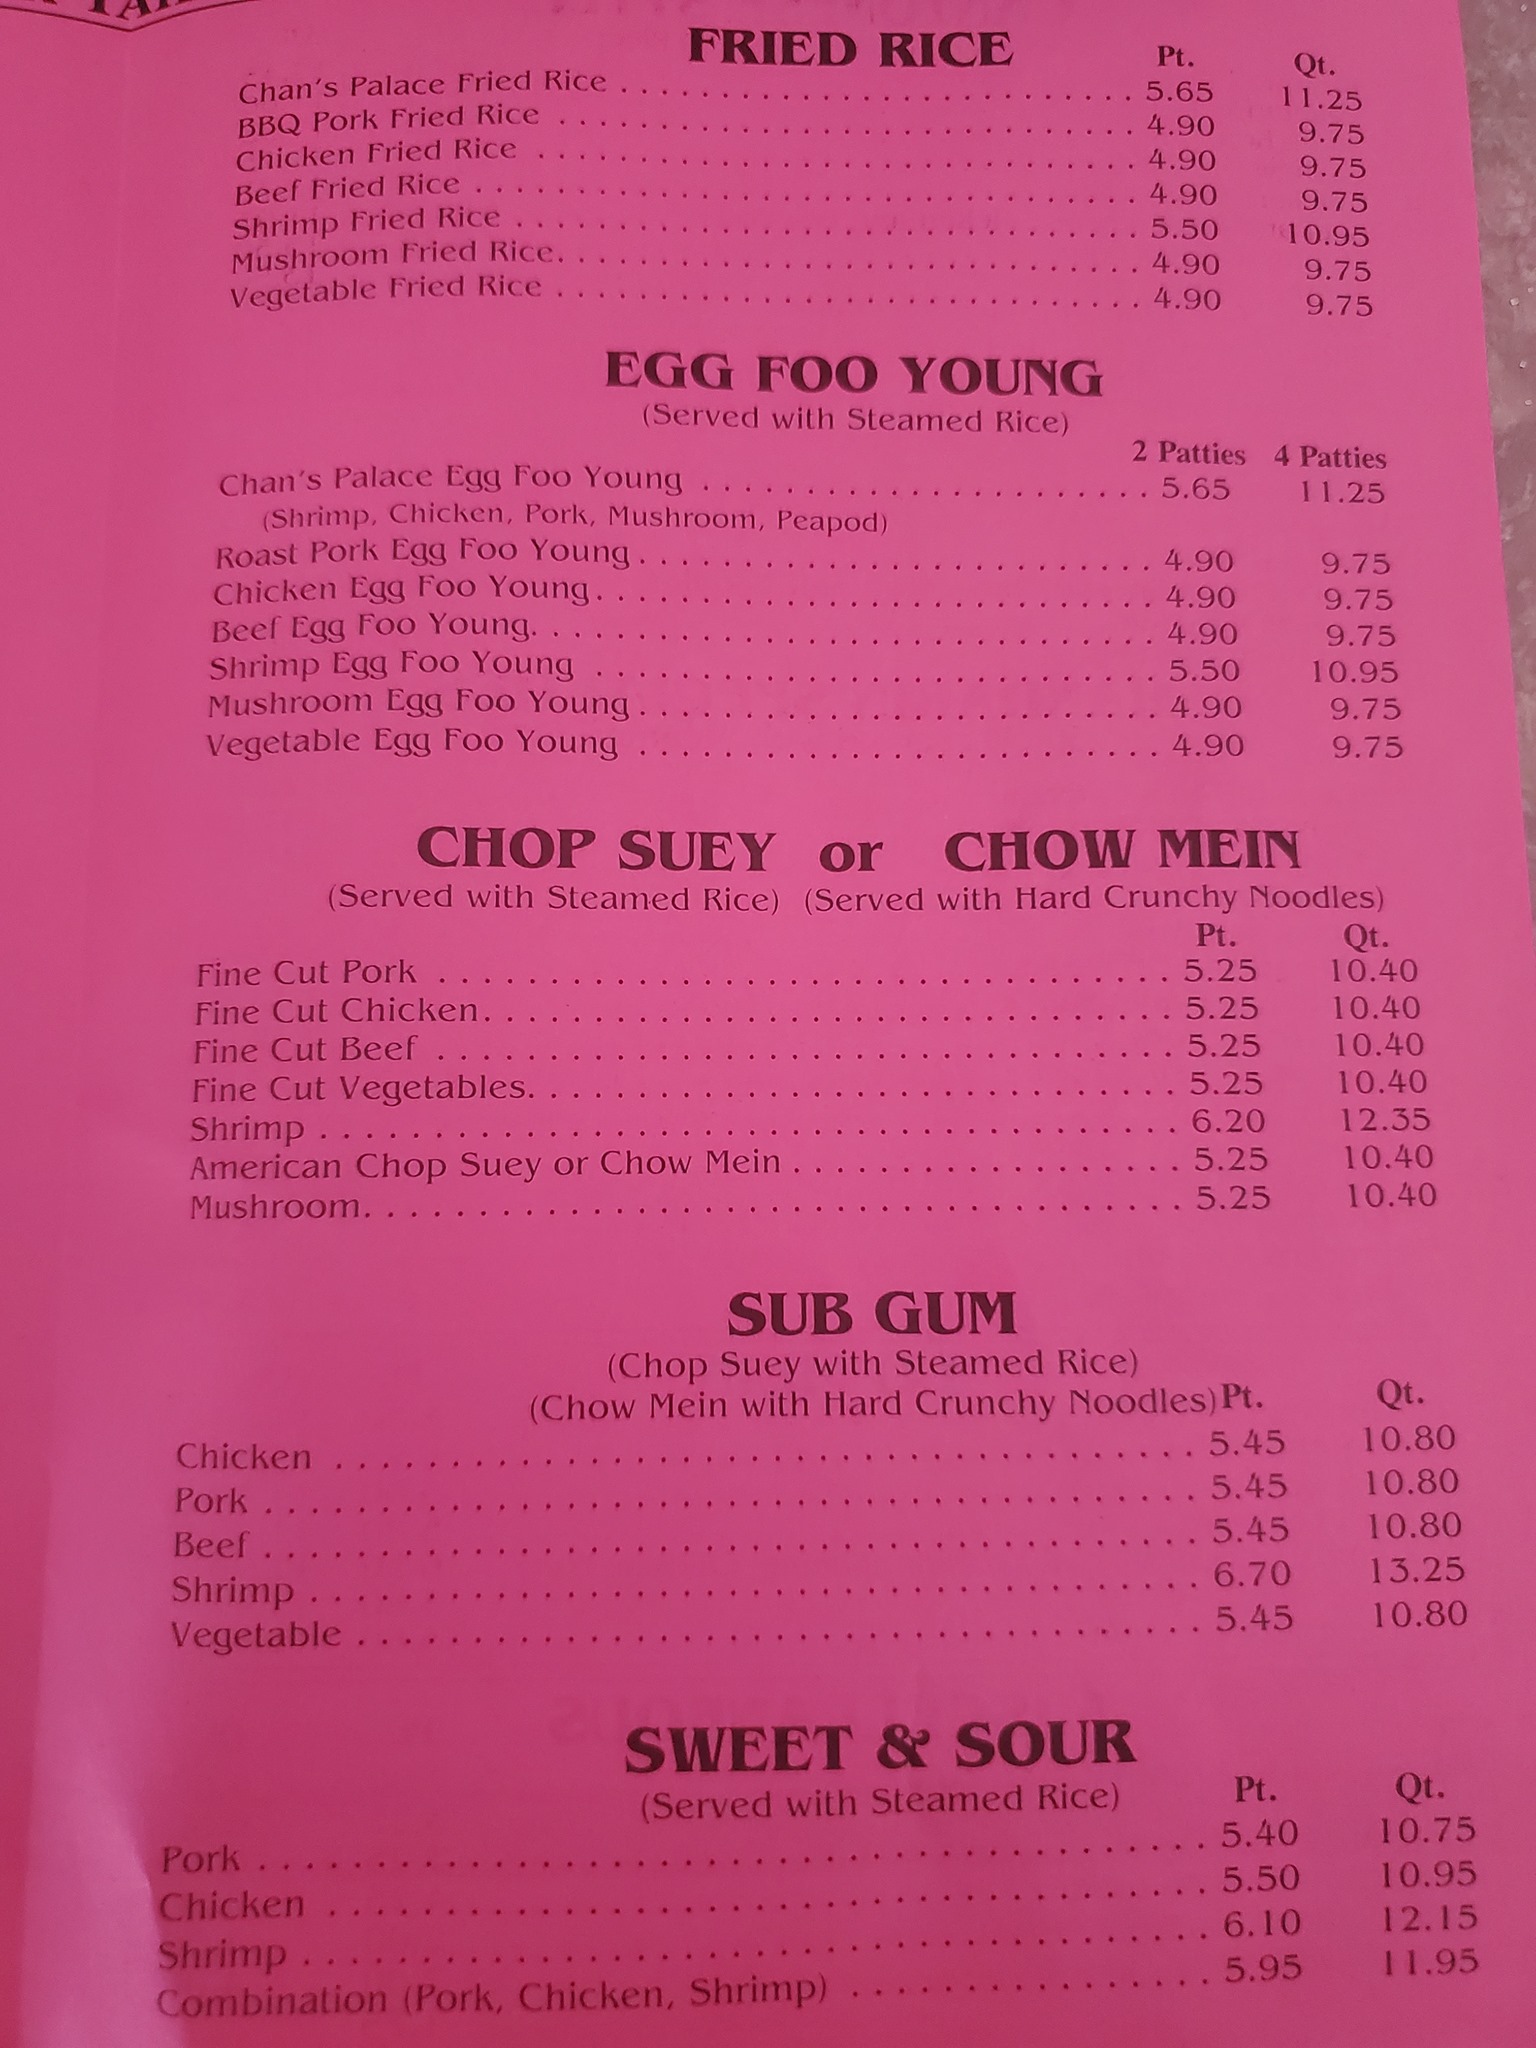 FRIED RICE
Pt. Qt.
Chan's Palace Fried Rice . . . . . . . . . . . . . . . . . . . . . . . . . . 5.65 11.25
BBQ Pork Fried Rice . . . . . . . . . . . . . . . . . . . . . . . . . . . . . 4.90 9.75
Chicken Fried Rice . . . . . . . . . . . . . . . . . . . . . . . . . . . . . . 4.90 9.75
Beef Fried Rice . . . . . . . . . . . . . . . . . . . . . . . . . . . . . . . . . 4.90 9.75
Shrimp Fried Rice . . . . . . . . . . . . . . . . . . . . . . . . . . . . . . . 5.50 10.95
Mushroom Fried Rice. . . . . . . . . . . . . . . . . . . . . . . . . . . . . 4.90 9.75
Vegetable Fried Rice . . . . . . . . . . . . . . . . . . . . . . . . . . . . . 4.90 9.75
EGG FOO YOUNG
(Served with Steamed Rice)
2 Patties 4 Patties
Chan's Palace Egg Foo Young . . . . . . . . . . . . . . . . . . . . . . 5.65 11.25
(Shrimp, Chicken, Pork, Mushroom, Peapod)
Roast Pork Egg Foo Young . . . . . . . . . . . . . . . . . . . . . . . . . 4.90 9.75
Chicken Egg Foo Young. . . . . . . . . . . . . . . . . . . . . . . . . . . 4.90 9.75
Beef Egg Foo Young. . . . . . . . . . . . . . . . . . . . . . . . . . . . . . 4.90 9.75
Shrimp Egg Foo Young . . . . . . . . . . . . . . . . . . . . . . . . . . . 5.50 10.95
Mushroom Egg Foo Young . . . . . . . . . . . . . . . . . . . . . . . . . 4.90 9.75
Vegetable Egg Foo Young . . . . . . . . . . . . . . . . . . . . . . . . . 4.90 9.75
CHOP SUEY or CHOW MEIN
(Served with Steamed Rice) (Served with Hard Crunchy Noodles)
Pt. Qt.
Fine Cut Pork . . . . . . . . . . . . . . . . . . . . . . . . . . . . . . . . . . 5.25 10.40
Fine Cut Chicken. . . . . . . . . . . . . . . . . . . . . . . . . . . . . . . . 5.25 10.40
Fine Cut Beef . . . . . . . . . . . . . . . . . . . . . . . . . . . . . . . . . . 5.25 10.40
Fine Cut Vegetables. . . . . . . . . . . . . . . . . . . . . . . . . . . . . . 5.25 10.40
Shrimp . . . . . . . . . . . . . . . . . . . . . . . . . . . . . . . . . . . . . . . 6.20 12.35
American Chop Suey or Chow Mein . . . . . . . . . . . . . . . . . . 5.25 10.40
Mushroom. . . . . . . . . . . . . . . . . . . . . . . . . . . . . . . . . . . . . 5.25 10.40
SUB GUM
(Chop Suey with Steamed Rice)
(Chow Mein with Hard Crunchy Noodles) Pt. Qt.
Chicken . . . . . . . . . . . . . . . . . . . . . . . . . . . . . . . . . . . . . . 5.45 10.80
Pork . . . . . . . . . . . . . . . . . . . . . . . . . . . . . . . . . . . . . . . . . 5.45 10.80
Beef . . . . . . . . . . . . . . . . . . . . . . . . . . . . . . . . . . . . . . . . . 5.45 10.80
Shrimp . . . . . . . . . . . . . . . . . . . . . . . . . . . . . . . . . . . . . . . 6.70 13.25
Vegetable . . . . . . . . . . . . . . . . . . . . . . . . . . . . . . . . . . . . . 5.45 10.80
SWEET & SOUR
(Served with Steamed Rice) Pt. Qt.
Pork . . . . . . . . . . . . . . . . . . . . . . . . . . . . . . . . . . . . . . . . . 5.40 10.75
Chicken . . . . . . . . . . . . . . . . . . . . . . . . . . . . . . . . . . . . . . 5.50 10.95
Shrimp . . . . . . . . . . . . . . . . . . . . . . . . . . . . . . . . . . . . . . . 6.10 12.15
Combination (Pork, Chicken, Shrimp) . . . . . . . . . . . . . . . . 5.95 11.95